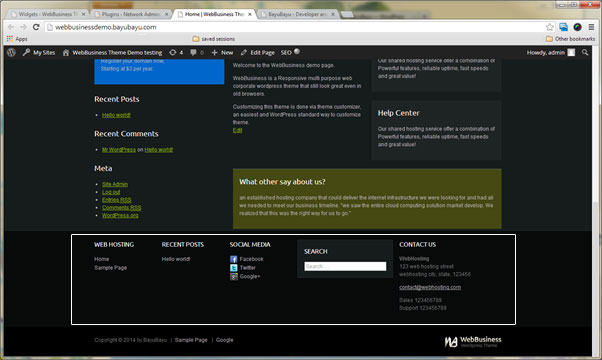 Widgets ‹ WebBusiness
Plugins ‹ Network Admin
Home | WebBusiness The
BayuBayu - Developer an
webbusinessdemo.bayubayu.com
Apps
saved sessions
Other bookmarks
My Sites
WebBusiness Theme Demo testing
4
0
+ New
Edit Page
SEO
Howdy, admin
Register your domain now,
Starting at $3 per year.
Recent Posts
Hello world!
Recent Comments
Mr WordPress on Hello world!
Meta
Site Admin
Log out
Entries RSS
Comments RSS
WordPress.org
Welcome to the WebBusiness demo page.
WebBusiness is a Responsive multi purpose web
corporate wordpress theme that still look great even in
old browsers.
Customizing this theme is done via theme customizer,
an easiest and WordPress standard way to customize
theme.
Edit
Our shared hosting service offer a combination of
Powerful features, reliable uptime, fast speeds
and great value!
Help Center
Our shared hosting service offer a combination of
Powerful features, reliable uptime, fast speeds
and great value!
What other say about us?
an established hosting company that could deliver the internet infrastructure we were looking for and had all
we needed to meet our business timeline. "we saw the entire cloud computing solution market develop. We
realized that this was the right way for us to go."
WEB HOSTING
Home
Sample Page
RECENT POSTS
Hello world!
SOCIAL MEDIA
Facebook
Twitter
Google+
SEARCH
Search
CONTACT US
WebHosting
123 web hosting street
webhosting city, state, 123456
contact@webhosting.com
Sales 123456789
Support 123456789
Copyright © 2014 by BayuBayu | Sample Page | Google
WebBusiness
Wordpress Theme